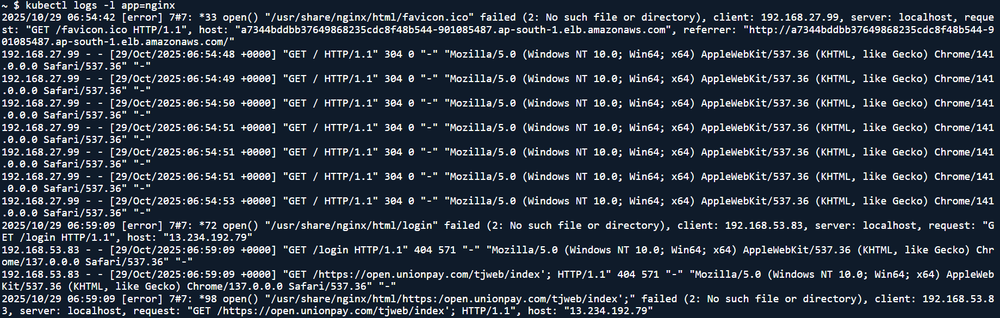 ~ $ kubectl logs -l app=nginx
2025/10/29 06:54:42 [error] 7#7: *33 open() "/usr/share/nginx/html/favicon.ico" failed (2: No such file or directory), client: 192.168.27.99, server: localhost, reque
st: "GET /favicon.ico HTTP/1.1", host: "a7344bddbb37649868235cdc8f48b544-901085487.ap-south-1.elb.amazonaws.com", referrer: "http://a7344bddbb37649868235cdc8f48b544-9
01085487.ap-south-1.elb.amazonaws.com/"
192.168.27.99 - - [29/Oct/2025:06:54:48 +0000] "GET / HTTP/1.1" 304 0 "-" "Mozilla/5.0 (Windows NT 10.0; Win64; x64) AppleWebKit/537.36 (KHTML, like Gecko) Chrome/141
.0.0.0 Safari/537.36" "-"
192.168.27.99 - - [29/Oct/2025:06:54:49 +0000] "GET / HTTP/1.1" 304 0 "-" "Mozilla/5.0 (Windows NT 10.0; Win64; x64) AppleWebKit/537.36 (KHTML, like Gecko) Chrome/141
.0.0.0 Safari/537.36" "-"
192.168.27.99 - - [29/Oct/2025:06:54:50 +0000] "GET / HTTP/1.1" 304 0 "-" "Mozilla/5.0 (Windows NT 10.0; Win64; x64) AppleWebKit/537.36 (KHTML, like Gecko) Chrome/141
.0.0.0 Safari/537.36" "-"
192.168.27.99 - - [29/Oct/2025:06:54:51 +0000] "GET / HTTP/1.1" 304 0 "-" "Mozilla/5.0 (Windows NT 10.0; Win64; x64) AppleWebKit/537.36 (KHTML, like Gecko) Chrome/141
.0.0.0 Safari/537.36" "-"
192.168.27.99 - - [29/Oct/2025:06:54:51 +0000] "GET / HTTP/1.1" 304 0 "-" "Mozilla/5.0 (Windows NT 10.0; Win64; x64) AppleWebKit/537.36 (KHTML, like Gecko) Chrome/141
.0.0.0 Safari/537.36" "-"
192.168.27.99 - - [29/Oct/2025:06:54:51 +0000] "GET / HTTP/1.1" 304 0 "-" "Mozilla/5.0 (Windows NT 10.0; Win64; x64) AppleWebKit/537.36 (KHTML, like Gecko) Chrome/141
.0.0.0 Safari/537.36" "-"
192.168.27.99 - - [29/Oct/2025:06:54:53 +0000] "GET / HTTP/1.1" 304 0 "-" "Mozilla/5.0 (Windows NT 10.0; Win64; x64) AppleWebKit/537.36 (KHTML, like Gecko) Chrome/141
.0.0.0 Safari/537.36" "-"
2025/10/29 06:59:09 [error] 7#7: *72 open() "/usr/share/nginx/html/login" failed (2: No such file or directory), client: 192.168.53.83, server: localhost, request: "G
ET /login HTTP/1.1", host: "13.234.192.79"
192.168.53.83 - - [29/Oct/2025:06:59:09 +0000] "GET /login HTTP/1.1" 404 571 "-" "Mozilla/5.0 (Windows NT 10.0; Win64; x64) AppleWebKit/537.36 (KHTML, like Gecko) Chr
ome/137.0.0.0 Safari/537.36" "-"
192.168.53.83 - - [29/Oct/2025:06:59:09 +0000] "GET /https://open.unionpay.com/tjweb/index'; HTTP/1.1" 404 571 "-" "Mozilla/5.0 (Windows NT 10.0; Win64; x64) AppleWeb
Kit/537.36 (KHTML, like Gecko) Chrome/137.0.0.0 Safari/537.36" "-"
2025/10/29 06:59:09 [error] 7#7: *98 open() "/usr/share/nginx/html/https:/open.unionpay.com/tjweb/index';" failed (2: No such file or directory), client: 192.168.53.8
3, server: localhost, request: "GET /https://open.unionpay.com/tjweb/index'; HTTP/1.1", host: "13.234.192.79"